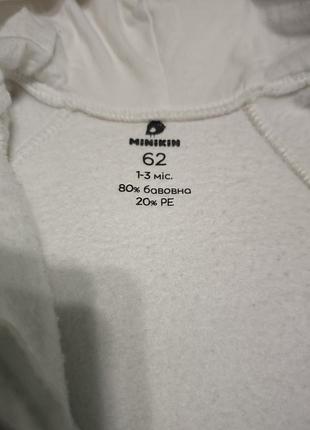 MINIKIN
62
1-3 міс.
80% бавовна
20% PE